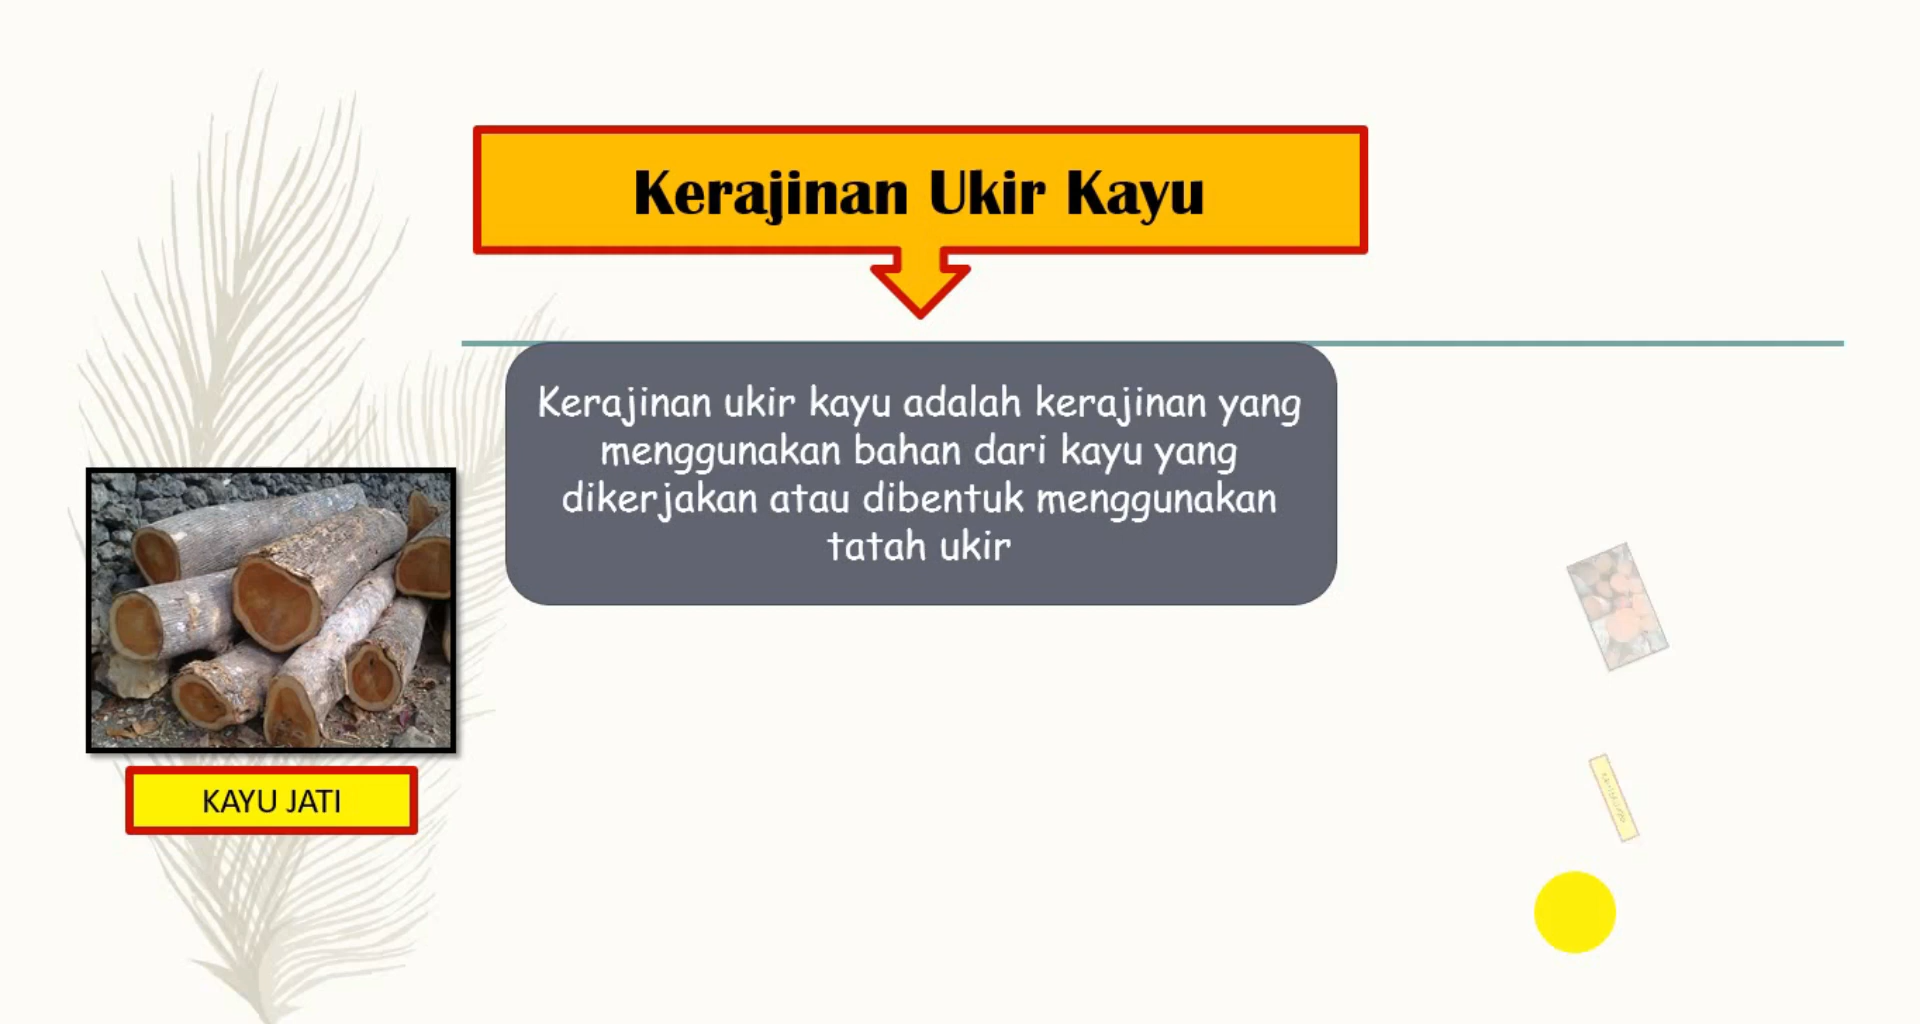 Kerajinan Ukir Kayu
Kerajinan ukir kayu adalah kerajinan yang
menggunakan bahan dari kayu yang
dikerjakan atau dibentuk menggunakan
tatah ukir
KAYU JATI